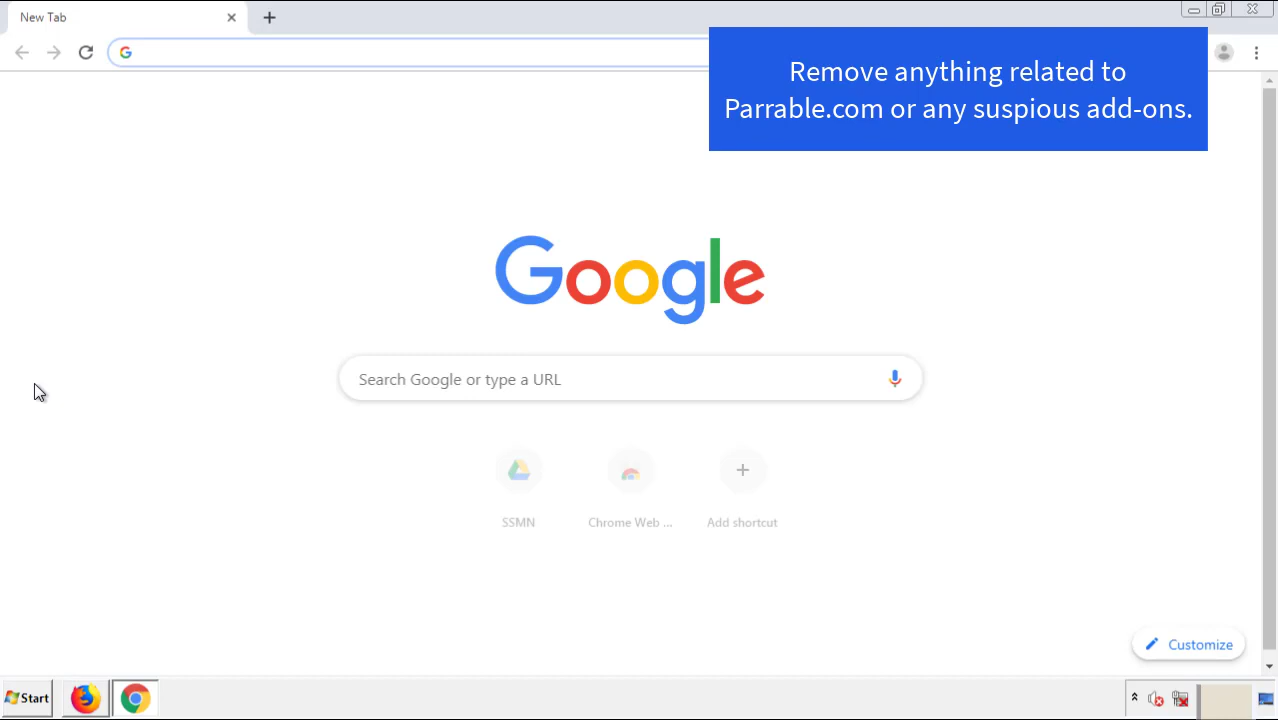 New Tab
Remove anything related to
Parrable.com or any suspious add-ons.
Google
Search Google or type a URL
SSMN
Chrome Web ...
Add shortcut
Customize
Start